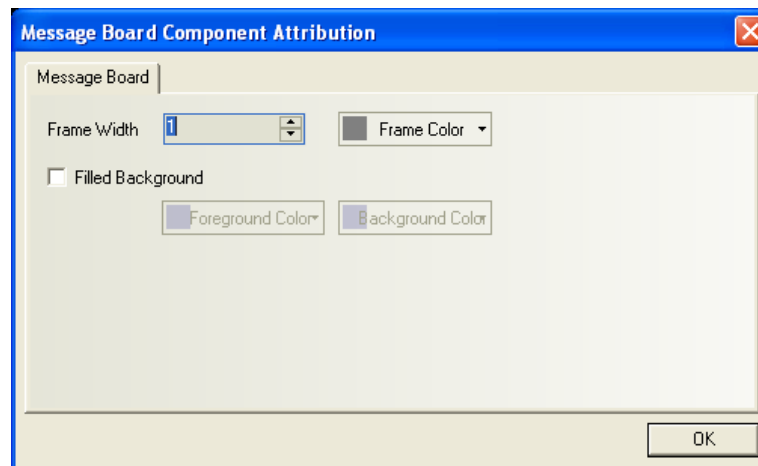 Message Board Component Attribution
Message Board
Frame Width 1 Frame Color
Filled Background
Foreground Color Background Color
OK